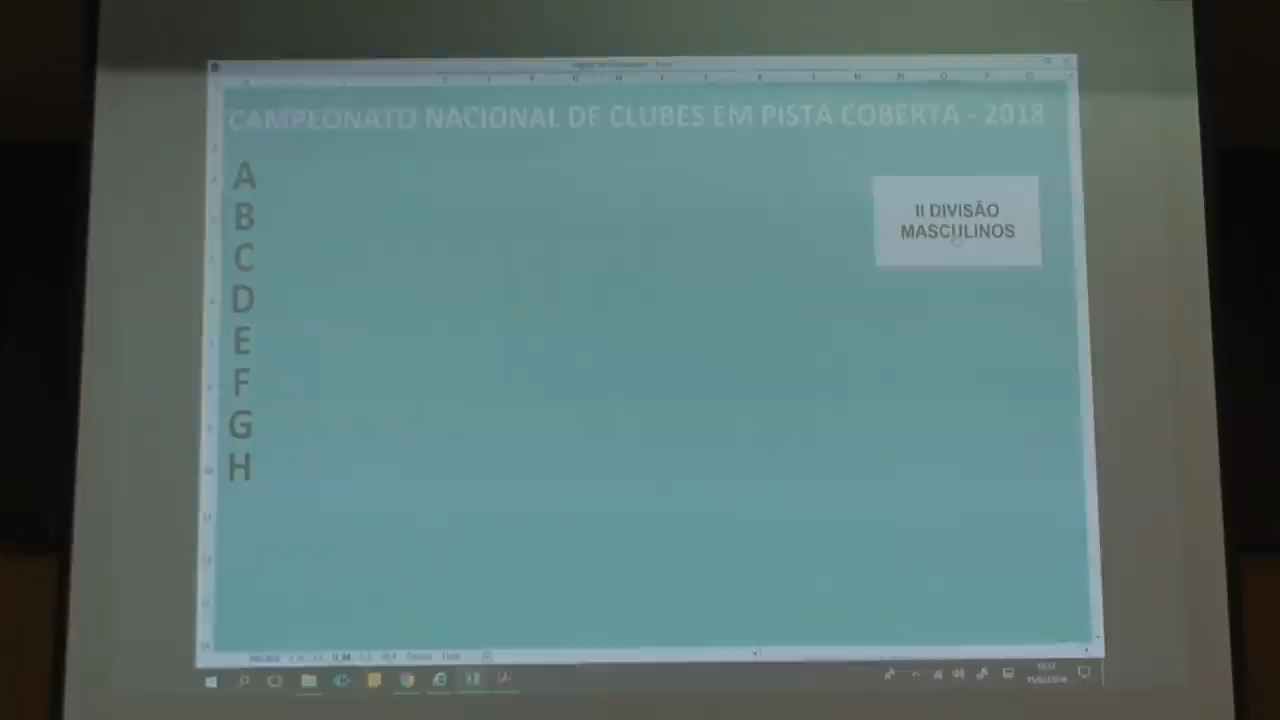 CAMPEONATO NACIONAL DE CLUBES EM PISTA COBERTA - 2018
A
B
C
D
E
F
G
H
II DIVISÃO
MASCULINOS